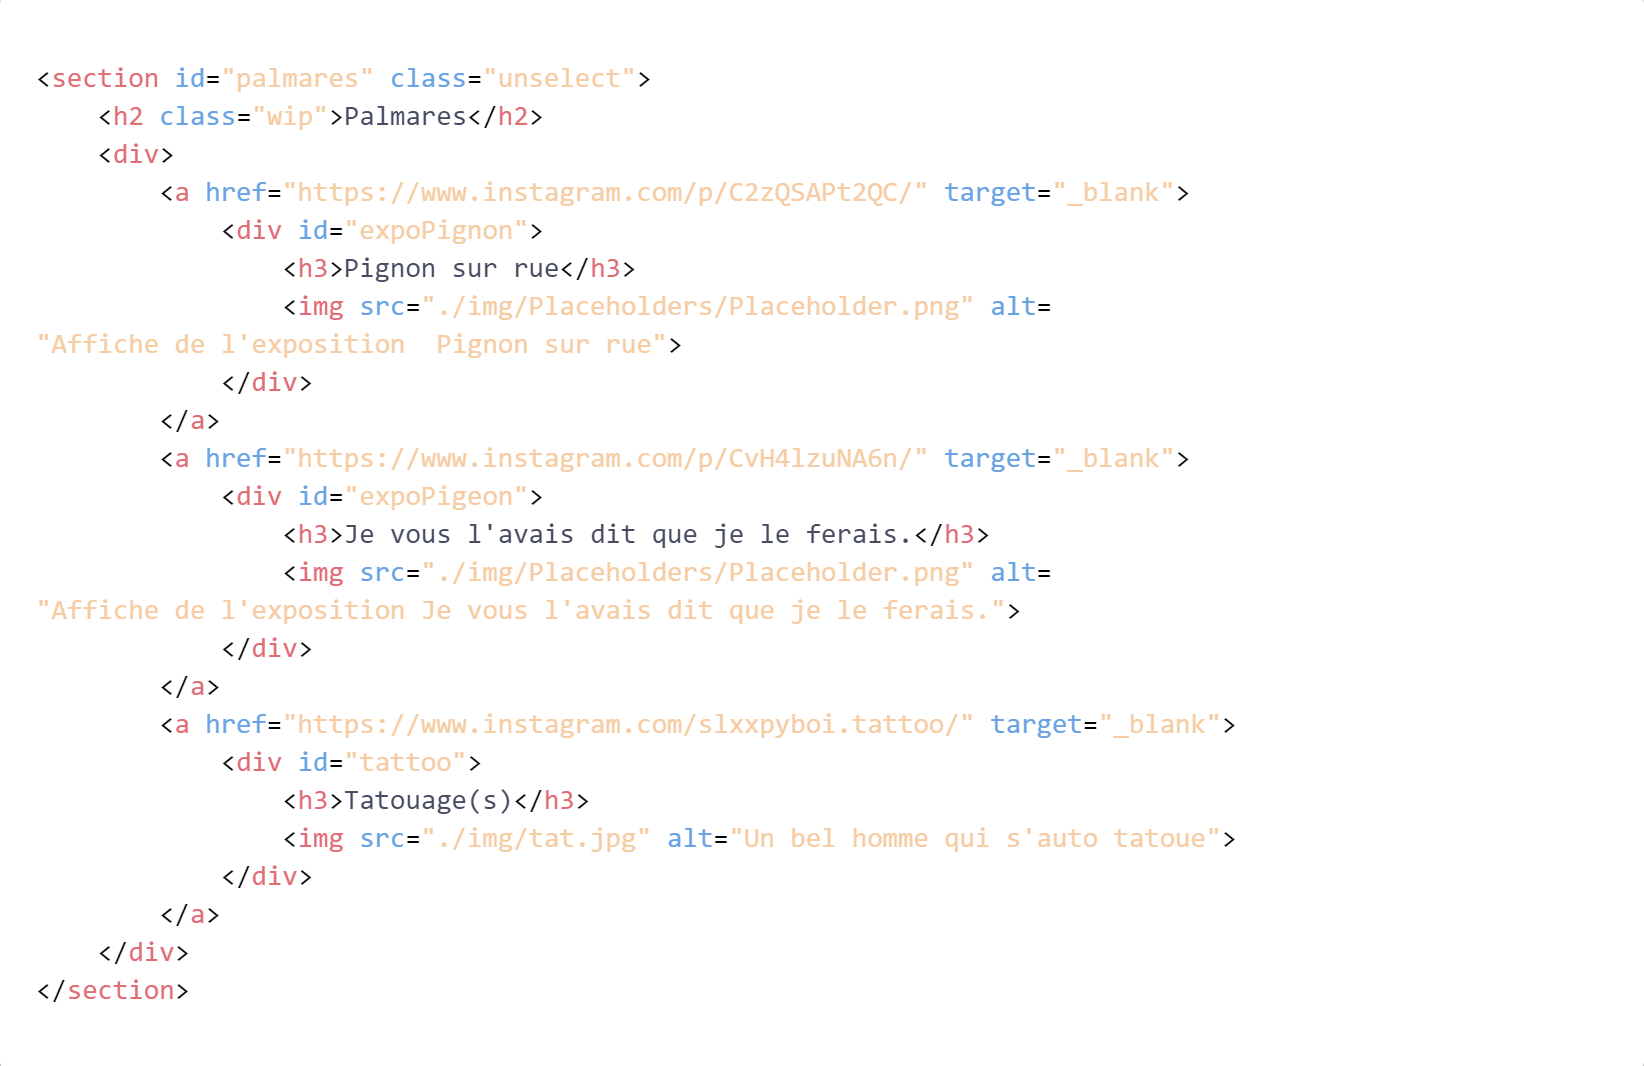 <section id="palmares" class="unselect">
    <h2 class="wip">Palmares</h2>
    <div>
        <a href="https://www.instagram.com/p/C2zQSAPt2QC/" target="_blank">
            <div id="expoPignon">
                <h3>Pignon sur rue</h3>
                <img src="./img/Placeholders/Placeholder.png" alt=
"Affiche de l'exposition  Pignon sur rue">
            </div>
        </a>
        <a href="https://www.instagram.com/p/CvH4lzuNA6n/" target="_blank">
            <div id="expoPigeon">
                <h3>Je vous l'avais dit que je le ferais.</h3>
                <img src="./img/Placeholders/Placeholder.png" alt=
"Affiche de l'exposition Je vous l'avais dit que je le ferais.">
            </div>
        </a>
        <a href="https://www.instagram.com/slxxpyboi.tattoo/" target="_blank">
            <div id="tattoo">
                <h3>Tatouage(s)</h3>
                <img src="./img/tat.jpg" alt="Un bel homme qui s'auto tatoue">
            </div>
        </a>
    </div>
</section>